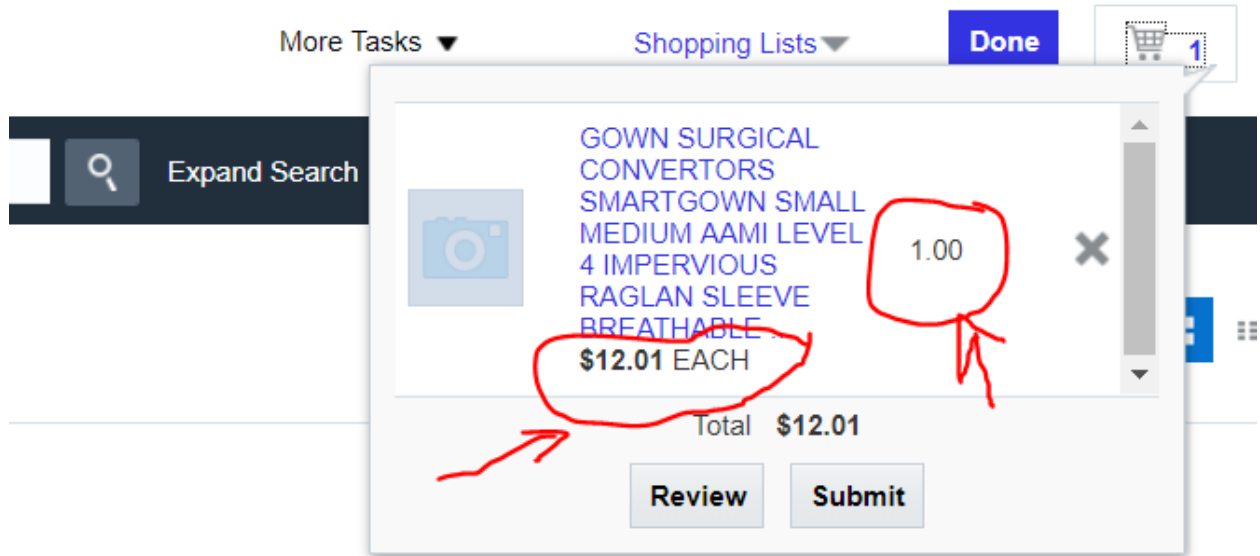 More Tasks
Shopping Lists
Done
1
Expand Search
GOWN SURGICAL
CONVERTORS
SMARTGOWN SMALL
MEDIUM AAMI LEVEL
4 IMPERVIOUS
RAGLAN SLEEVE
BREATHABLE ...
1.00
$12.01 EACH
Total $12.01
Review Submit